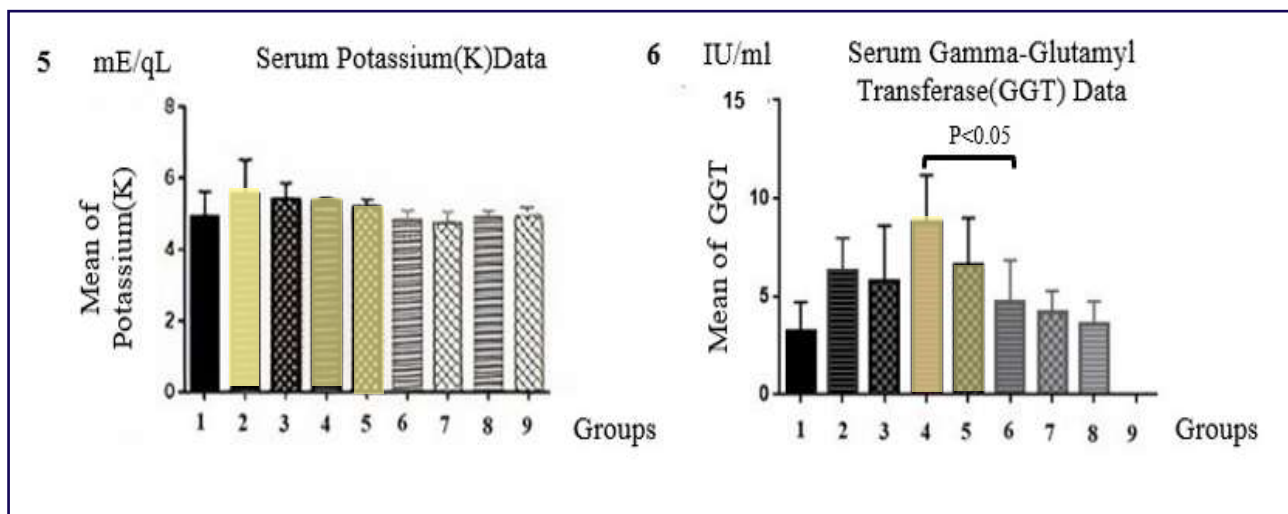 5 mE/qL Serum Potassium(K)Data
8
6
4
2
0
Mean of
Potassium(K)
1 2 3 4 5 6 7 8 9 Groups
6 IU/ml Serum Gamma-Glutamyl
Transferase(GGT) Data
15
10
5
0
P<0.05
Mean of GGT
1 2 3 4 5 6 7 8 9 Groups